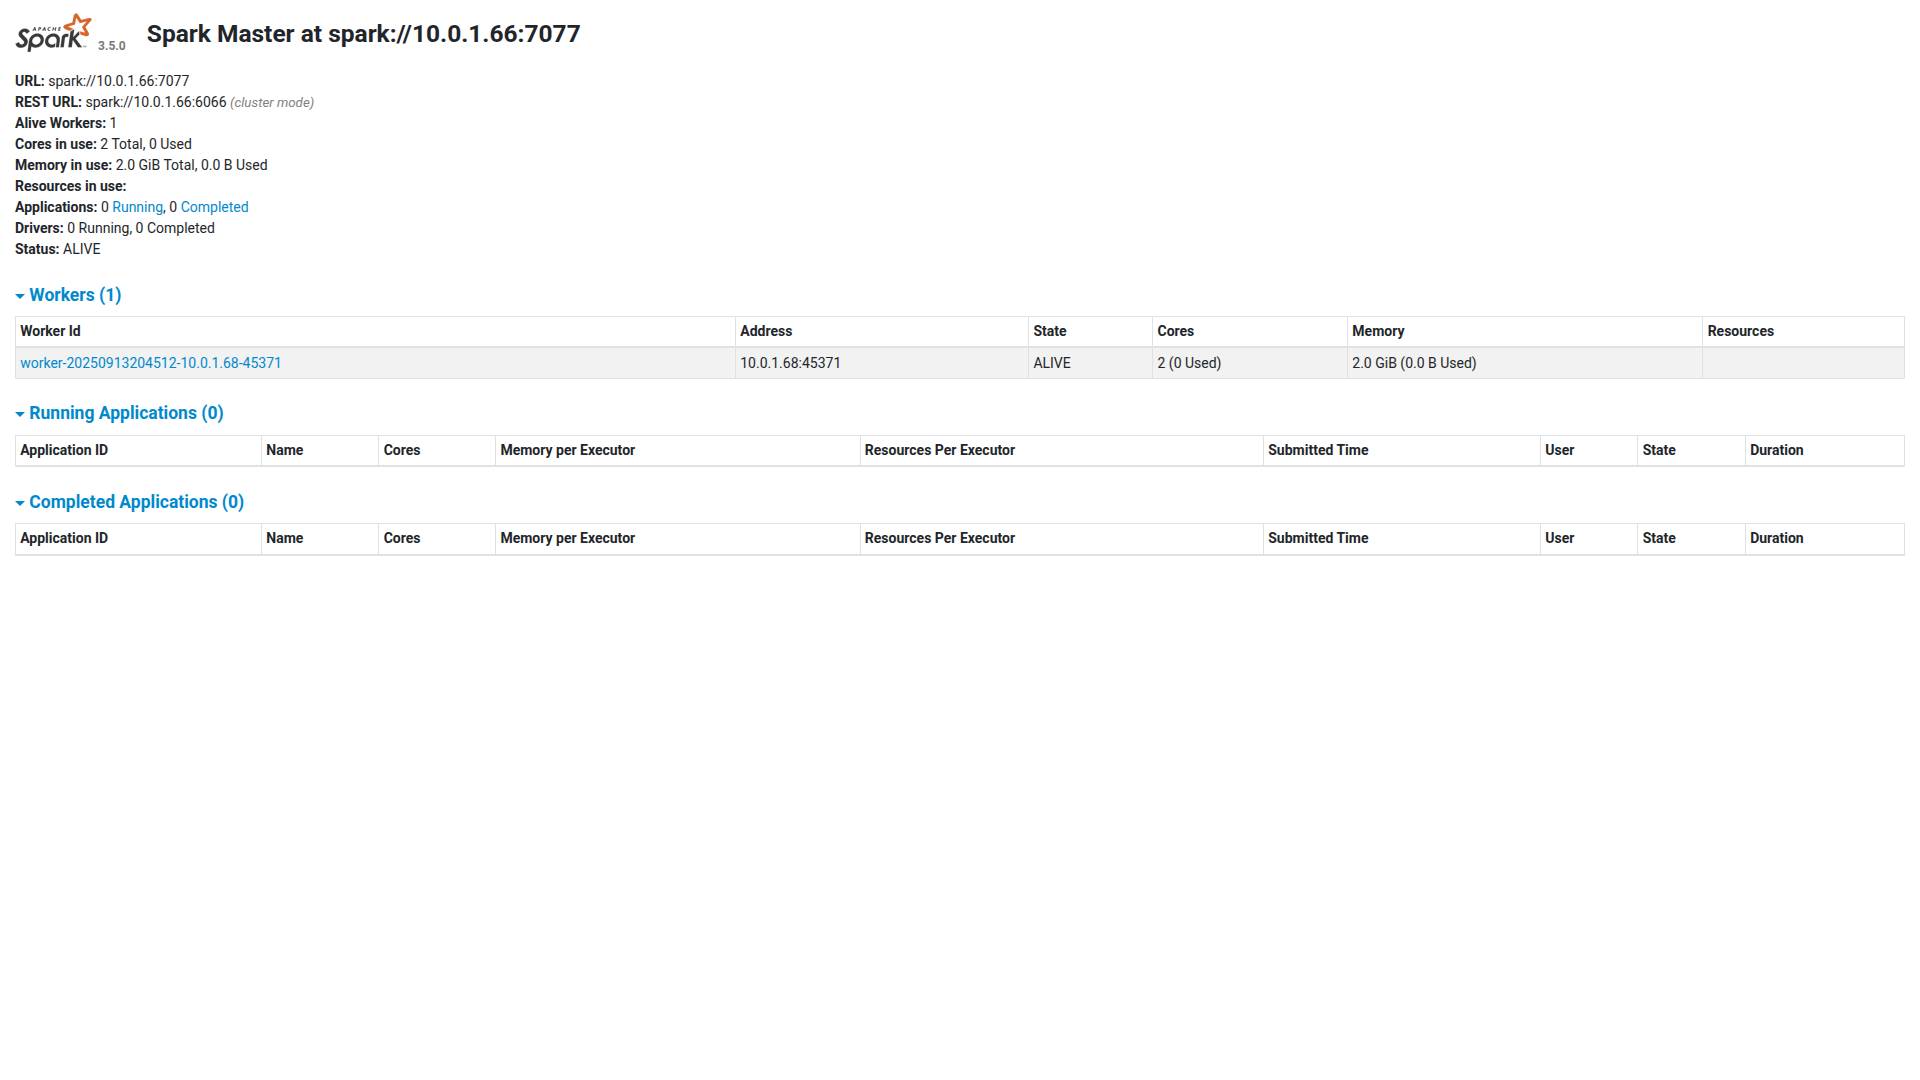 APACHE Spark 3.5.0 Spark Master at spark://10.0.1.66:7077
URL: spark://10.0.1.66:7077
REST URL: spark://10.0.1.66:6066 (cluster mode)
Alive Workers: 1
Cores in use: 2 Total, 0 Used
Memory in use: 2.0 GiB Total, 0.0 B Used
Resources in use:
Applications: 0 Running, 0 Completed
Drivers: 0 Running, 0 Completed
Status: ALIVE
Workers (1)
Worker Id Address State Cores Memory Resources
worker-20250913204512-10.0.1.68-45371 10.0.1.68:45371 ALIVE 2 (0 Used) 2.0 GiB (0.0 B Used)
Running Applications (0)
Application ID Name Cores Memory per Executor Resources Per Executor Submitted Time User State Duration
Completed Applications (0)
Application ID Name Cores Memory per Executor Resources Per Executor Submitted Time User State Duration